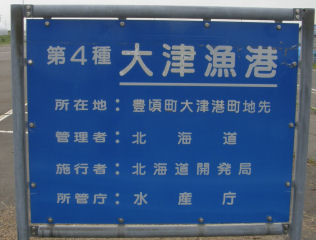 第4種 大津漁港
所在地：豊頃町大津港町地先
管理者：北海道
施行者：北海道開発局
所管庁：水産庁